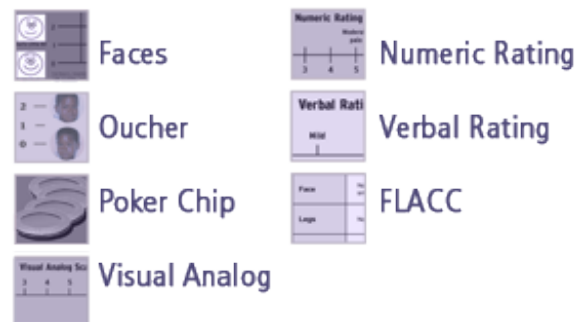 Faces
Oucher
2
1
0
Poker Chip
Visual Analog Sc
3 4 5
Visual Analog
Numeric Rating
pain
3 4 5
Numeric Rating
Verbal Rati
Mild
Verbal Rating
Face
Legs
FLACC